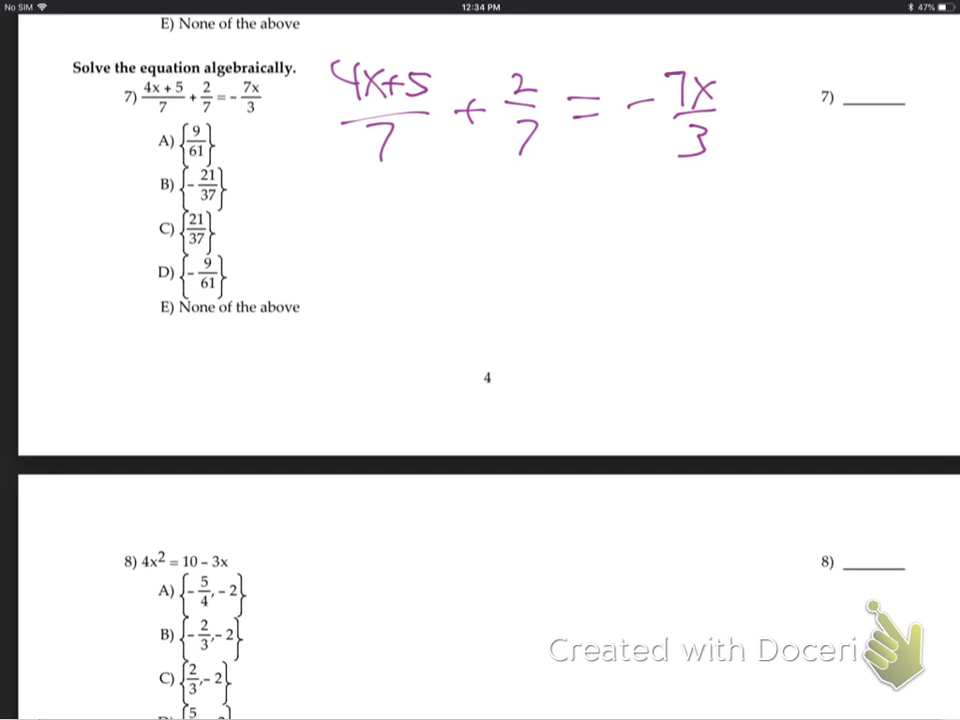 No SIM 12:34 PM 47%
E) None of the above
Solve the equation algebraically.
7) (4x + 5)/7 + 2/7 = - 7x/3 7) ______
(4x+5)/7 + 2/7 = - 7x/3
A) {9/61}
B) {- 21/37}
C) {21/37}
D) {- 9/61}
E) None of the above
4
8) 4x² = 10 - 3x 8) ______
A) {- 5/4, - 2}
B) {- 2/3, - 2}
C) {2/3, - 2}
Created with Doceri